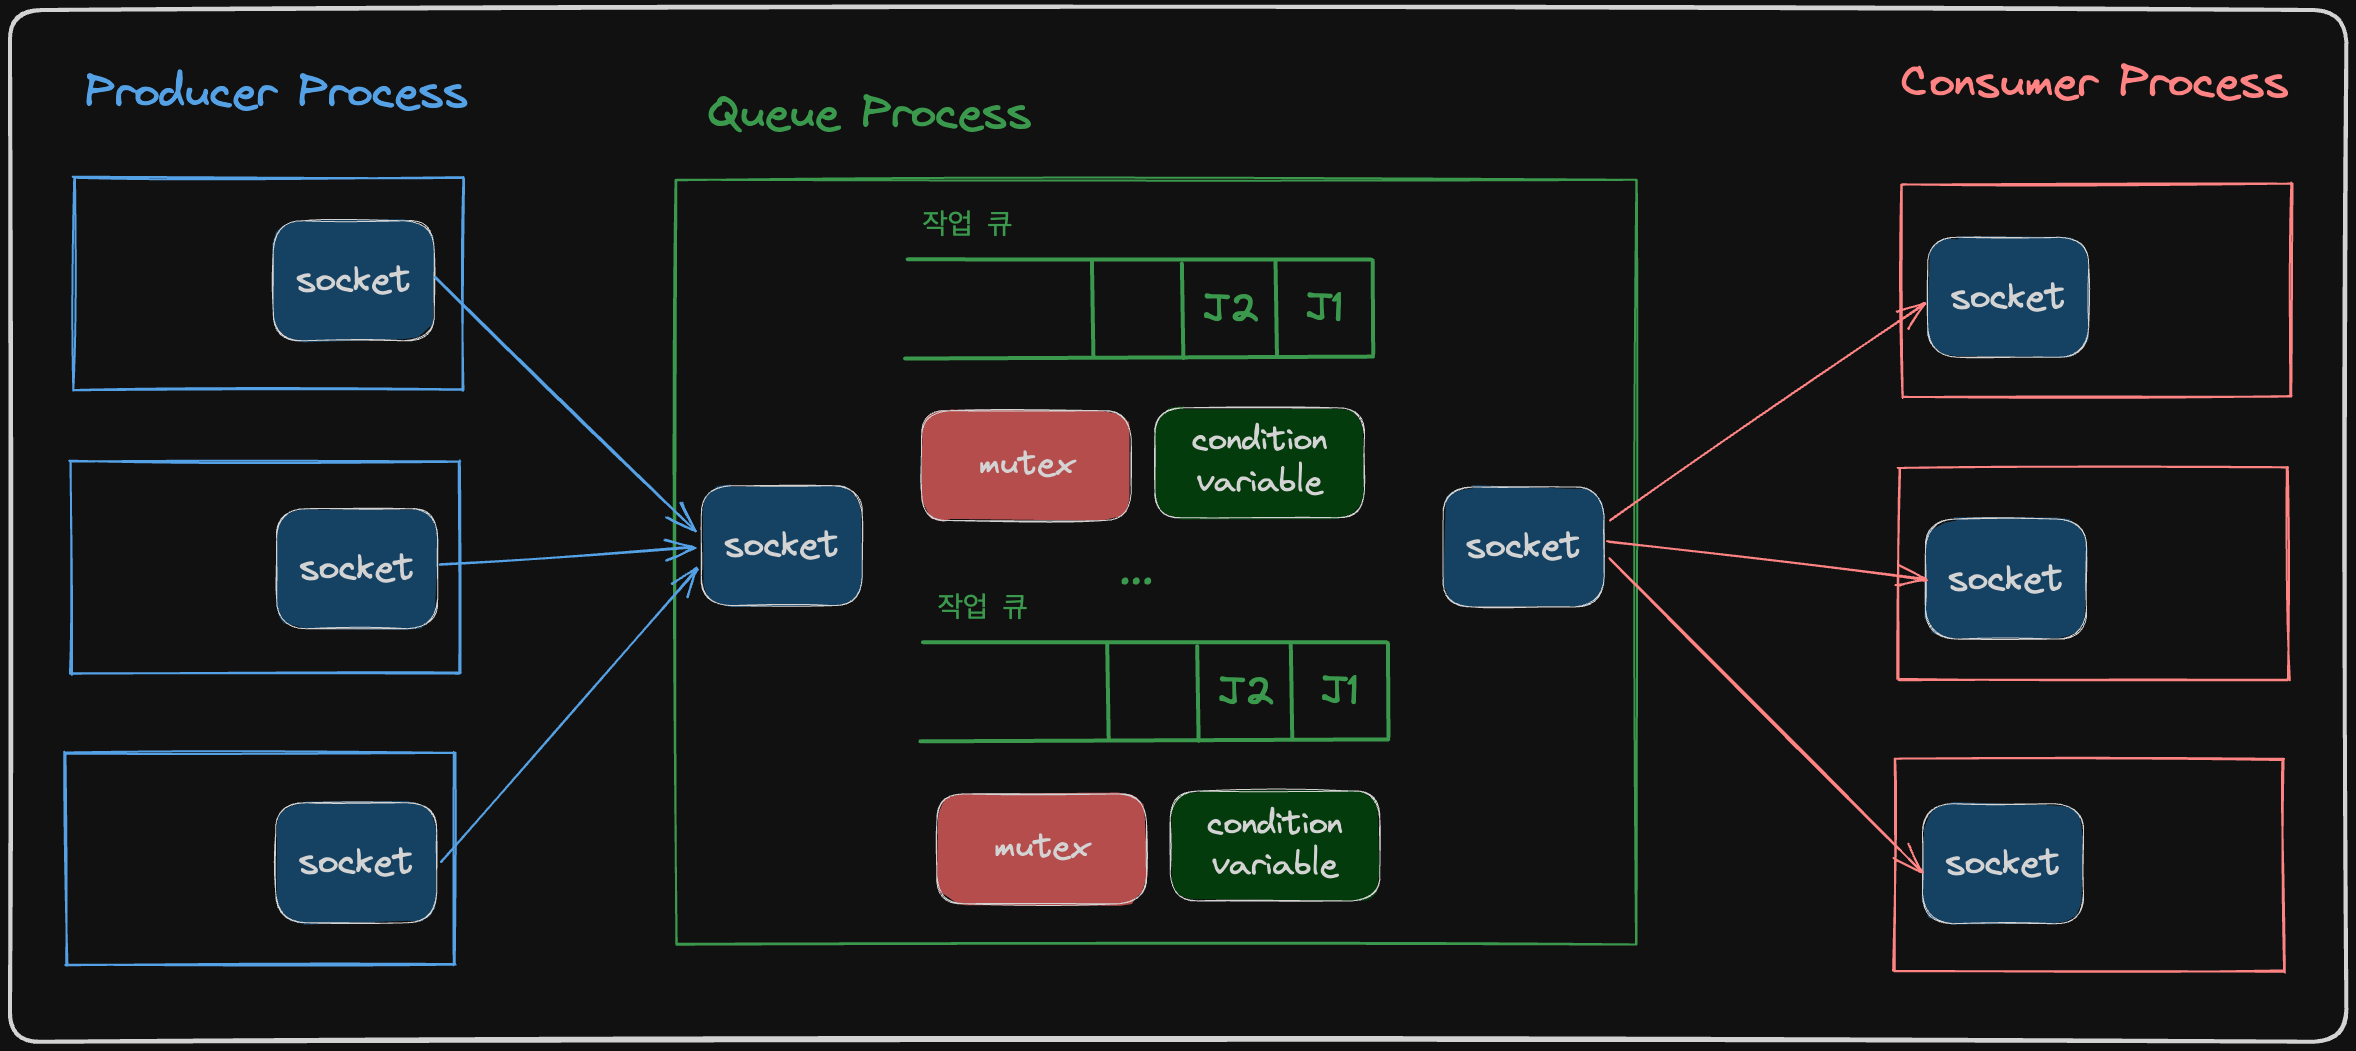 Producer Process
Queue Process
Consumer Process
socket
socket
socket
socket
작업 큐
J2 J1
mutex
condition
variable
...
작업 큐
J2 J1
mutex
condition
variable
socket
socket
socket
socket